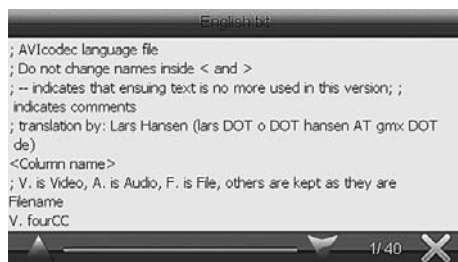 English.txt
; AVIcodec language file
; Do not change names inside < and >
; -- indicates that ensuing text is no more used in this version; ;
indicates comments
; translation by: Lars Hansen (lars DOT o DOT hansen AT gmx DOT
de)
<Column name>
; V. is Video, A. is Audio, F. is File, others are kept as they are
Filename
V. fourCC
1/40